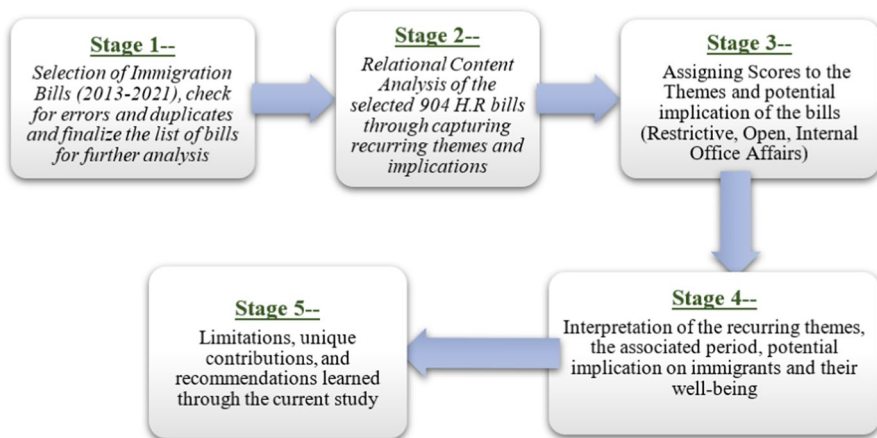 Stage 1--
Selection of Immigration
Bills (2013-2021), check
for errors and duplicates
and finalize the list of bills
for further analysis
Stage 2--
Relational Content
Analysis of the
selected 904 H.R bills
through capturing
recurring themes and
implications
Stage 3--
Assigning Scores to the
Themes and potential
implication of the bills
(Restrictive, Open, Internal
Office Affairs)
Stage 4--
Interpretation of the recurring themes,
the associated period, potential
implication on immigrants and their
well-being
Stage 5--
Limitations, unique
contributions, and
recommendations learned
through the current study